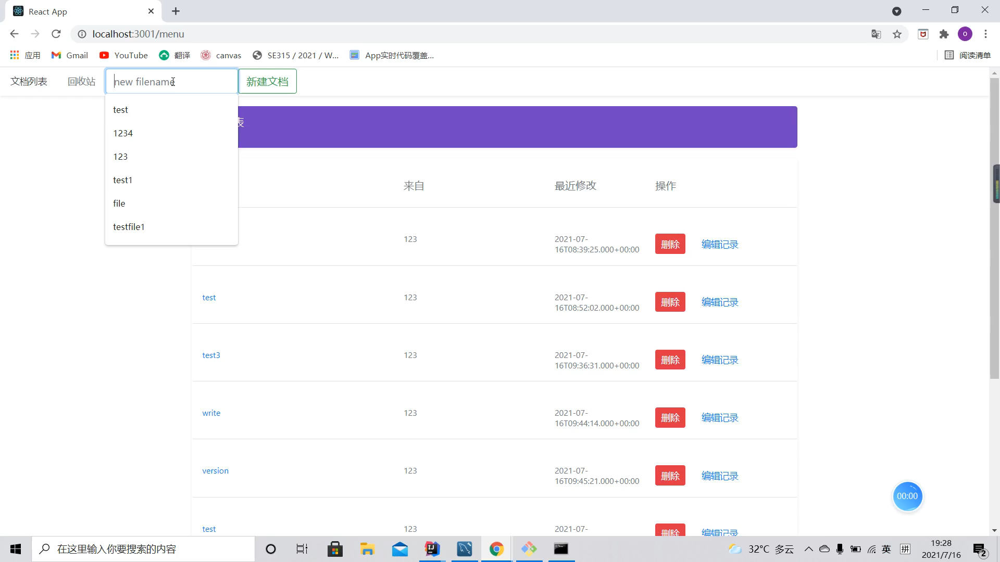 React App
localhost:3001/menu
应用
Gmail
YouTube
翻译
canvas
SE315 / 2021 / W...
App实时代码覆盖...
阅读清单
文档列表
回收站
new filename
新建文档
test
1234
123
test1
file
testfile1
表
来自
最近修改
操作
123
2021-07-
16T08:39:25.000+00:00
删除
编辑记录
test
123
2021-07-
16T08:52:02.000+00:00
删除
编辑记录
test3
123
2021-07-
16T09:36:31.000+00:00
删除
编辑记录
write
123
2021-07-
16T09:44:14.000+00:00
删除
编辑记录
version
123
2021-07-
16T09:45:21.000+00:00
删除
编辑记录
test
123
2021-07-
删除
编辑记录
00:00
在这里输入你要搜索的内容
32°C 多云
英
拼
19:28
2021/7/16
2